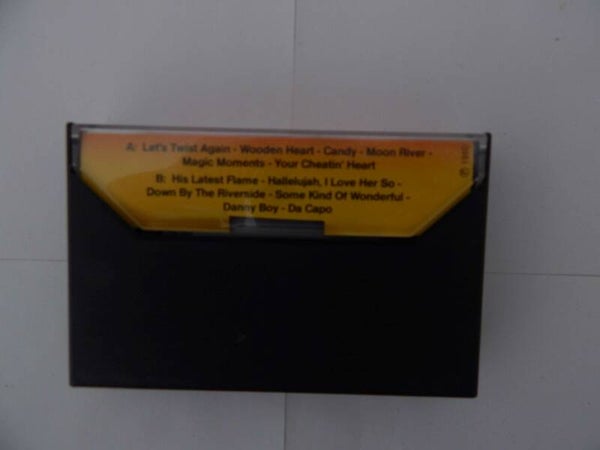 A: Let's Twist Again - Wooden Heart - Candy - Moon River -
Magic Moments - Your Cheatin' Heart
B: His Latest Flame - Hallelujah, I Love Her So -
Down By The Riverside - Some Kind Of Wonderful -
Danny Boy - Da Capo